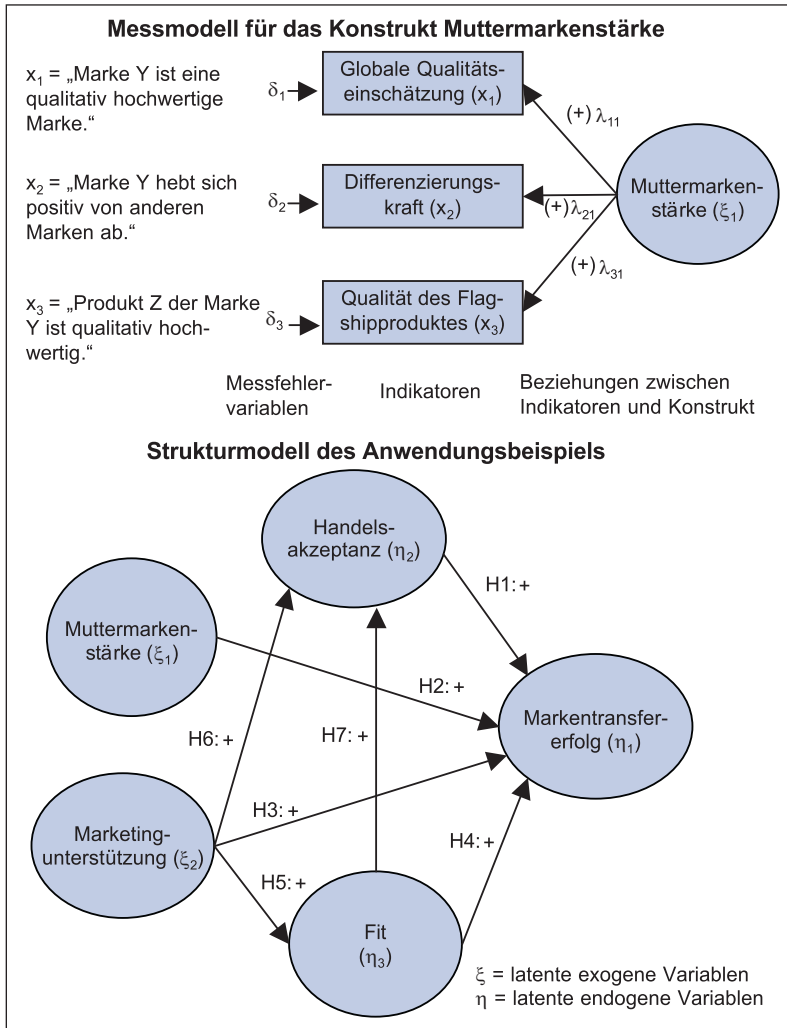 Messmodell für das Konstrukt Muttermarkenstärke
x₁ = „Marke Y ist eine
qualitativ hochwertige
Marke.“
δ₁
Globale Qualitäts-
einschätzung (x₁)
(+) λ₁₁
x₂ = „Marke Y hebt sich
positiv von anderen
Marken ab.“
δ₂
Differenzierungs-
kraft (x₂)
(+)λ₂₁
Muttermarken-
stärke (ξ₁)
x₃ = „Produkt Z der Marke
Y ist qualitativ hoch-
wertig.“
δ₃
Qualität des Flag-
shipproduktes (x₃)
(+) λ₃₁
Messfehler-
variablen
Indikatoren
Beziehungen zwischen
Indikatoren und Konstrukt
Strukturmodell des Anwendungsbeispiels
Handels-
akzeptanz (η₂)
H1: +
Muttermarken-
stärke (ξ₁)
H2: +
Markentransfer-
erfolg (η₁)
H6: +
H7: +
H3: +
Marketing-
unterstützung (ξ₂)
H4: +
H5: +
Fit
(η₃)
ξ = latente exogene Variablen
η = latente endogene Variablen